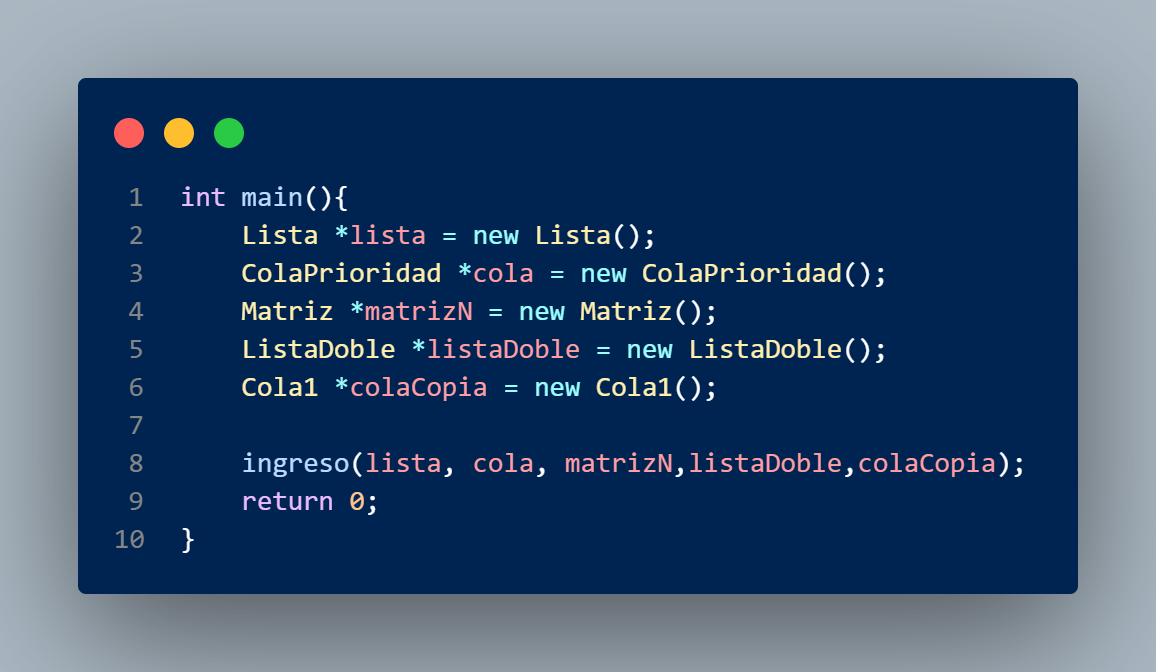 1 int main(){
2     Lista *lista = new Lista();
3     ColaPrioridad *cola = new ColaPrioridad();
4     Matriz *matrizN = new Matriz();
5     ListaDoble *listaDoble = new ListaDoble();
6     Cola1 *colaCopia = new Cola1();
7
8     ingreso(lista, cola, matrizN,listaDoble,colaCopia);
9     return 0;
10 }